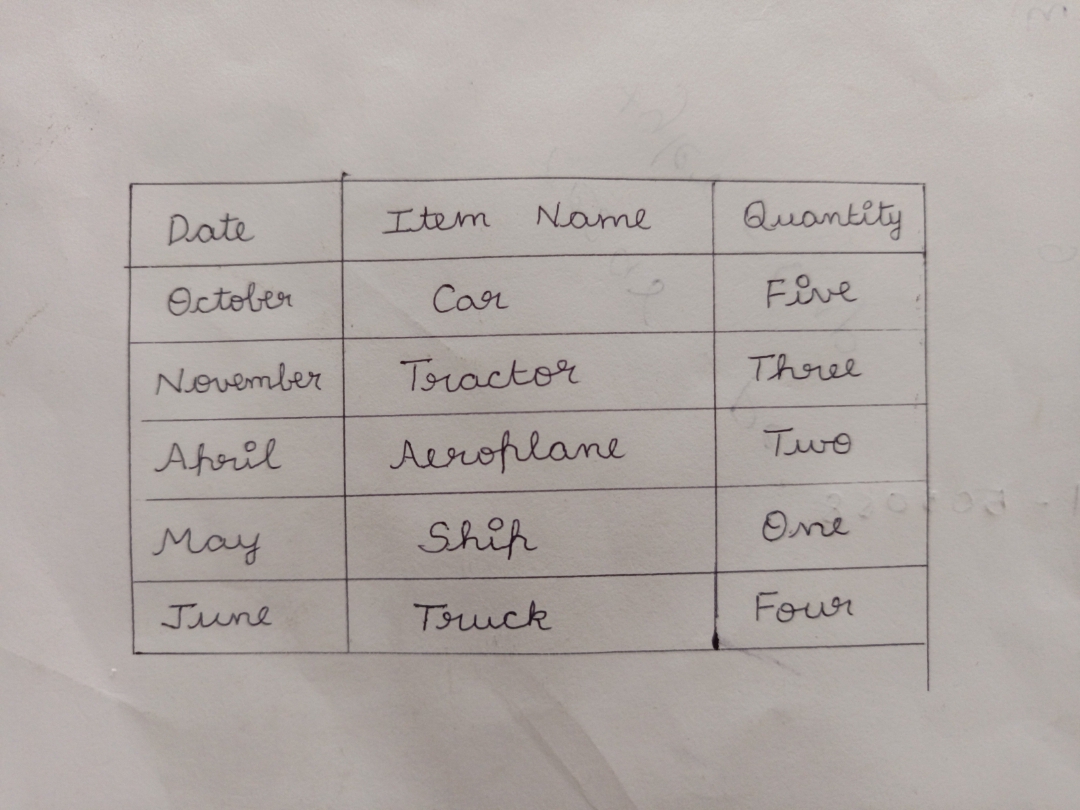 Date Item Name Quantity
October Car Five
November Tractor Three
April Aeroplane Two
May Ship One
June Truck Four